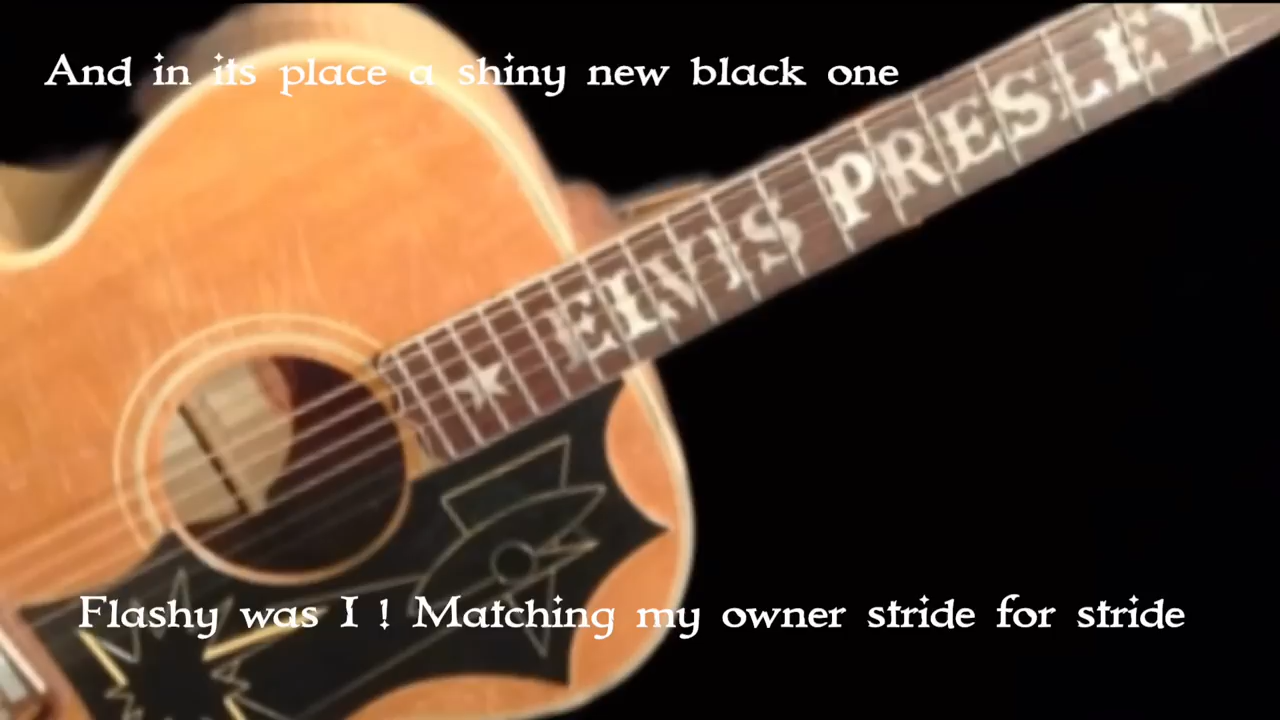 And in its place a shiny new black one
ELVIS PRESLEY
Flashy was I ! Matching my owner stride for stride